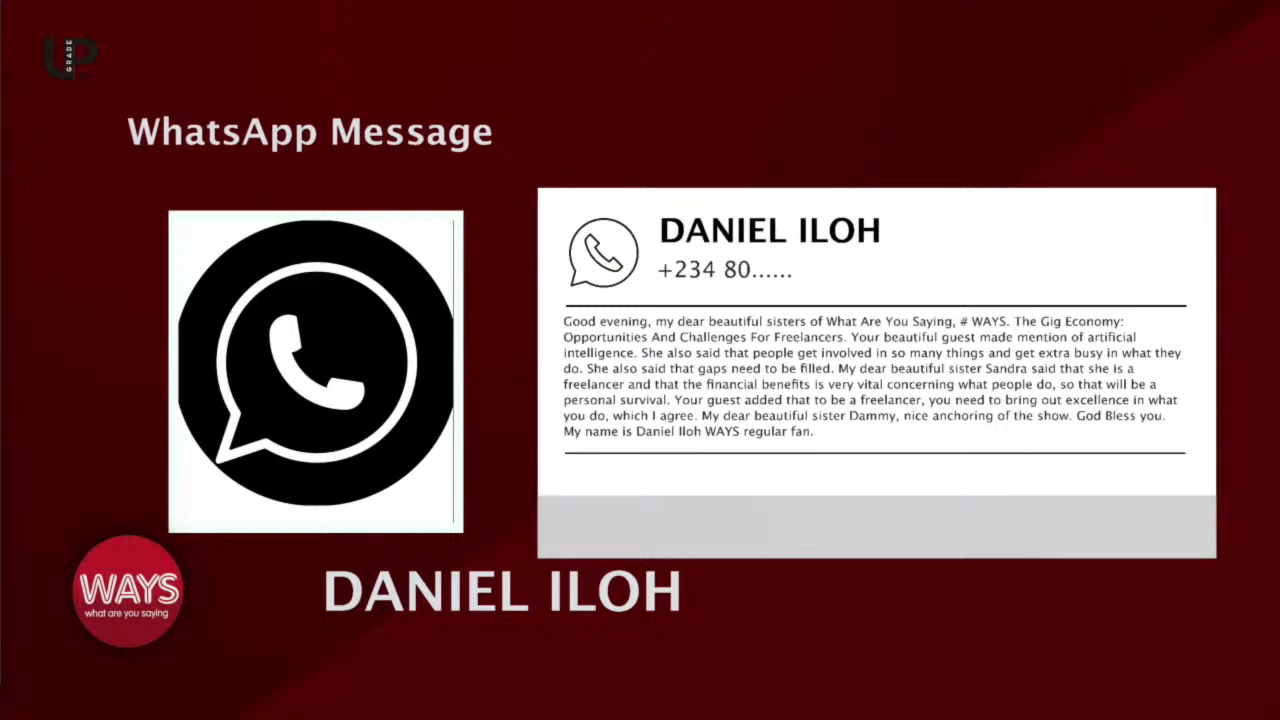 UP
GRADE
WhatsApp Message
DANIEL ILOH
+234 80......
Good evening, my dear beautiful sisters of What Are You Saying, # WAYS. The Gig Economy:
Opportunities And Challenges For Freelancers. Your beautiful guest made mention of artificial
intelligence. She also said that people get involved in so many things and get extra busy in what they
do. She also said that gaps need to be filled. My dear beautiful sister Sandra said that she is a
freelancer and that the financial benefits is very vital concerning what people do, so that will be a
personal survival. Your guest added that to be a freelancer, you need to bring out excellence in what
you do, which I agree. My dear beautiful sister Dammy, nice anchoring of the show. God Bless you.
My name is Daniel Iloh WAYS regular fan.
WAYS
what are you saying
DANIEL ILOH